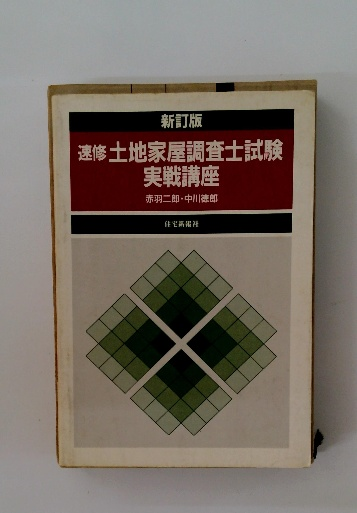 新訂版
速修 土地家屋調査士試験
実戦講座
赤羽二郎・中川徳郎
住宅新報社